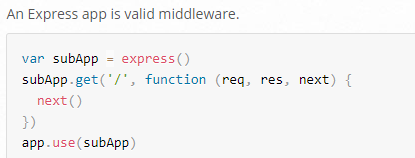 An Express app is valid middleware.
var subApp = express()
subApp.get('/', function (req, res, next) {
  next()
})
app.use(subApp)